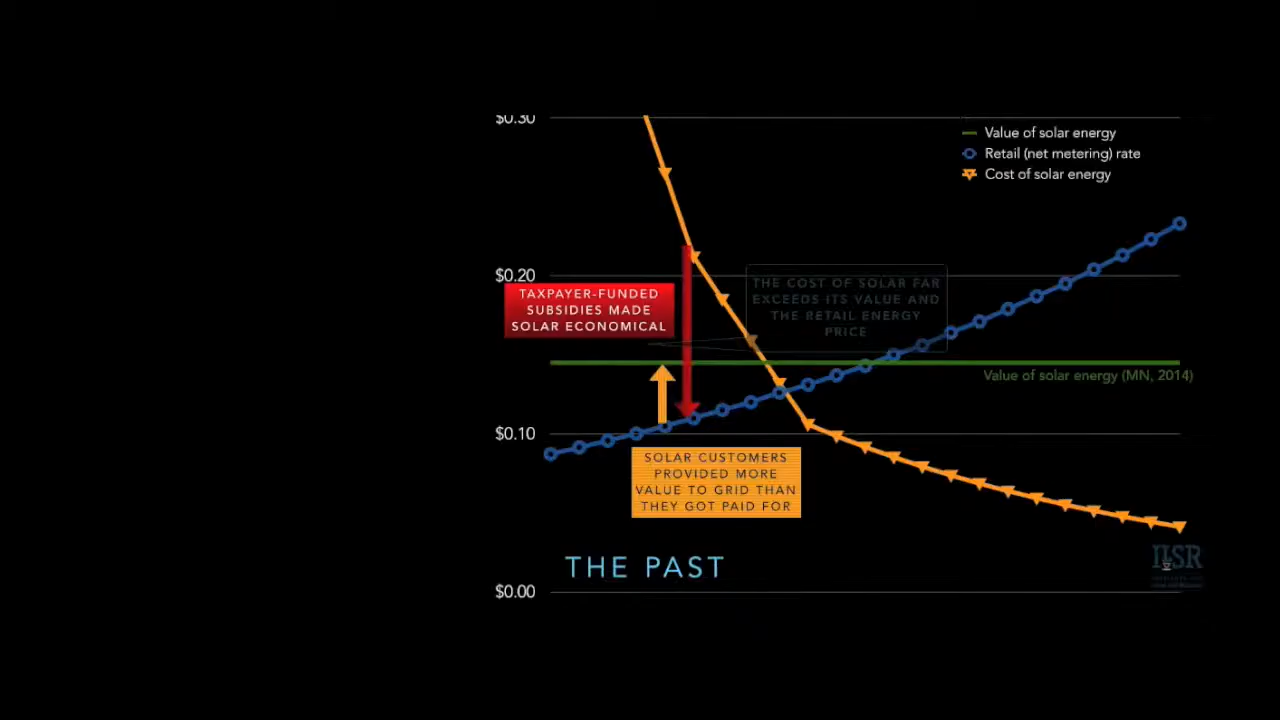 $0.30
Value of solar energy
Retail (net metering) rate
Cost of solar energy
$0.20
TAXPAYER-FUNDED
SUBSIDIES MADE
SOLAR ECONOMICAL
THE COST OF SOLAR FAR
EXCEEDS ITS VALUE AND
THE RETAIL ENERGY
PRICE
Value of solar energy (MN, 2014)
$0.10
SOLAR CUSTOMERS
PROVIDED MORE
VALUE TO GRID THAN
THEY GOT PAID FOR
THE PAST
ILSR
$0.00